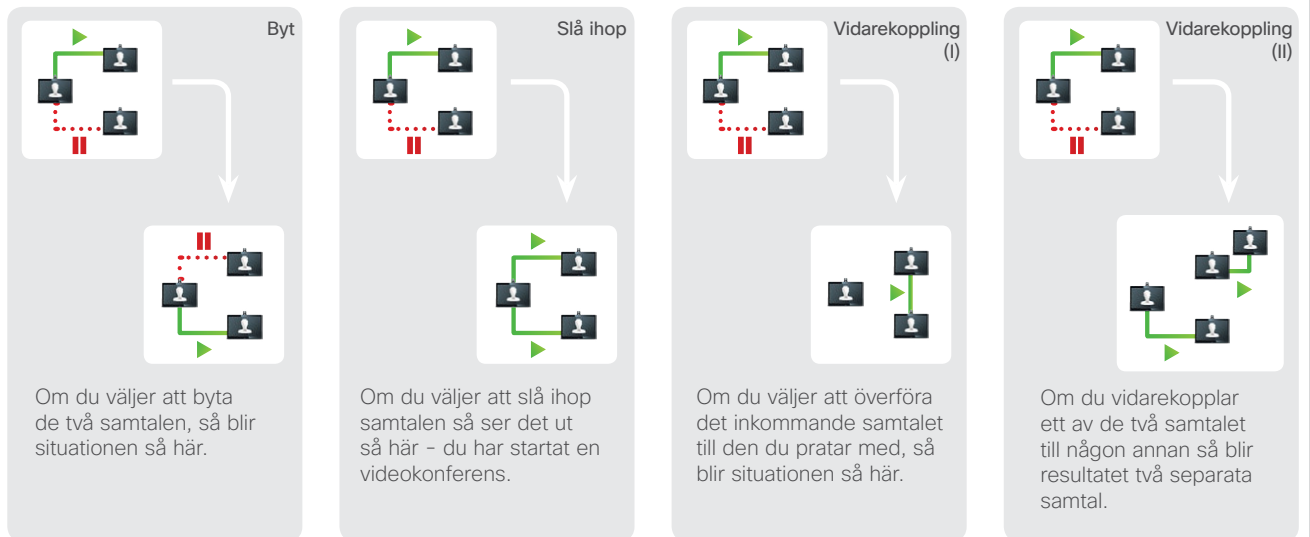 Byt
Om du väljer att byta
de två samtalen, så blir
situationen så här.
Slå ihop
Om du väljer att slå ihop
samtalen så ser det ut
så här – du har startat en
videokonferens.
Vidarekoppling
(I)
Om du väljer att överföra
det inkommande samtalet
till den du pratar med, så
blir situationen så här.
Vidarekoppling
(II)
Om du vidarekopplar
ett av de två samtalet
till någon annan så blir
resultatet två separata
samtal.